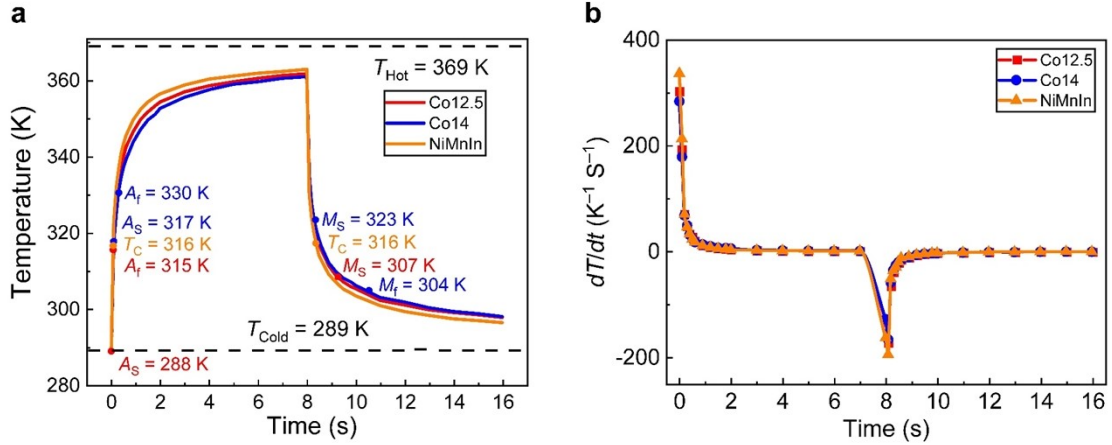 a
Temperature (K)
360
340
320
300
280
T_Hot = 369 K
Co12.5
Co14
NiMnIn
A_f = 330 K
A_S = 317 K
T_C = 316 K
A_f = 315 K
M_S = 323 K
T_C = 316 K
M_S = 307 K
M_f = 304 K
T_Cold = 289 K
A_S = 288 K
0 2 4 6 8 10 12 14 16
Time (s)
b
dT/dt (K⁻¹ S⁻¹)
400
200
0
-200
Co12.5
Co14
NiMnIn
0 2 4 6 8 10 12 14 16
Time (s)